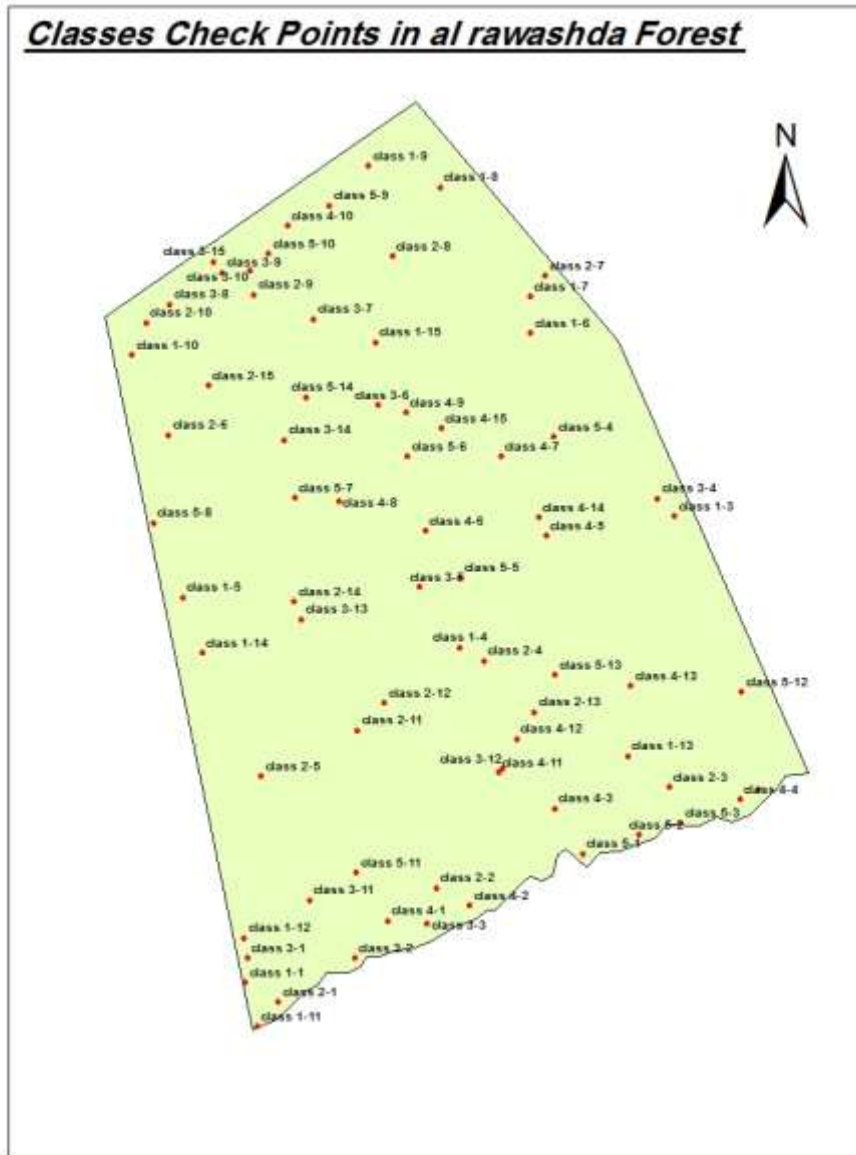 Classes Check Points in al rawashda Forest
N
class 1-9
class 1-8
class 5-9
class 4-10
class 5-10
class 2-8
class 3-9
class 3-10
class 2-7
class 1-7
class 2-9
class 3-8
class 2-10
class 3-7
class 1-6
class 1-15
class 1-10
class 2-15
class 5-14
class 3-6
class 4-9
class 4-15
class 2-6
class 3-14
class 5-4
class 5-6
class 4-7
class 5-7
class 4-8
class 3-4
class 1-3
class 5-8
class 4-14
class 4-6
class 4-5
class 5-5
class 1-5
class 2-14
class 3-13
class 1-4
class 1-14
class 2-4
class 5-13
class 4-13
class 5-12
class 2-12
class 2-13
class 2-11
class 4-12
class 1-13
class 3-12
class 4-11
class 2-5
class 2-3
class 4-4
class 4-3
class 5-3
class 5-2
class 5-1
class 5-11
class 2-2
class 3-11
class 4-2
class 4-1
class 3-3
class 1-12
class 3-1
class 3-2
class 1-1
class 2-1
class 1-11